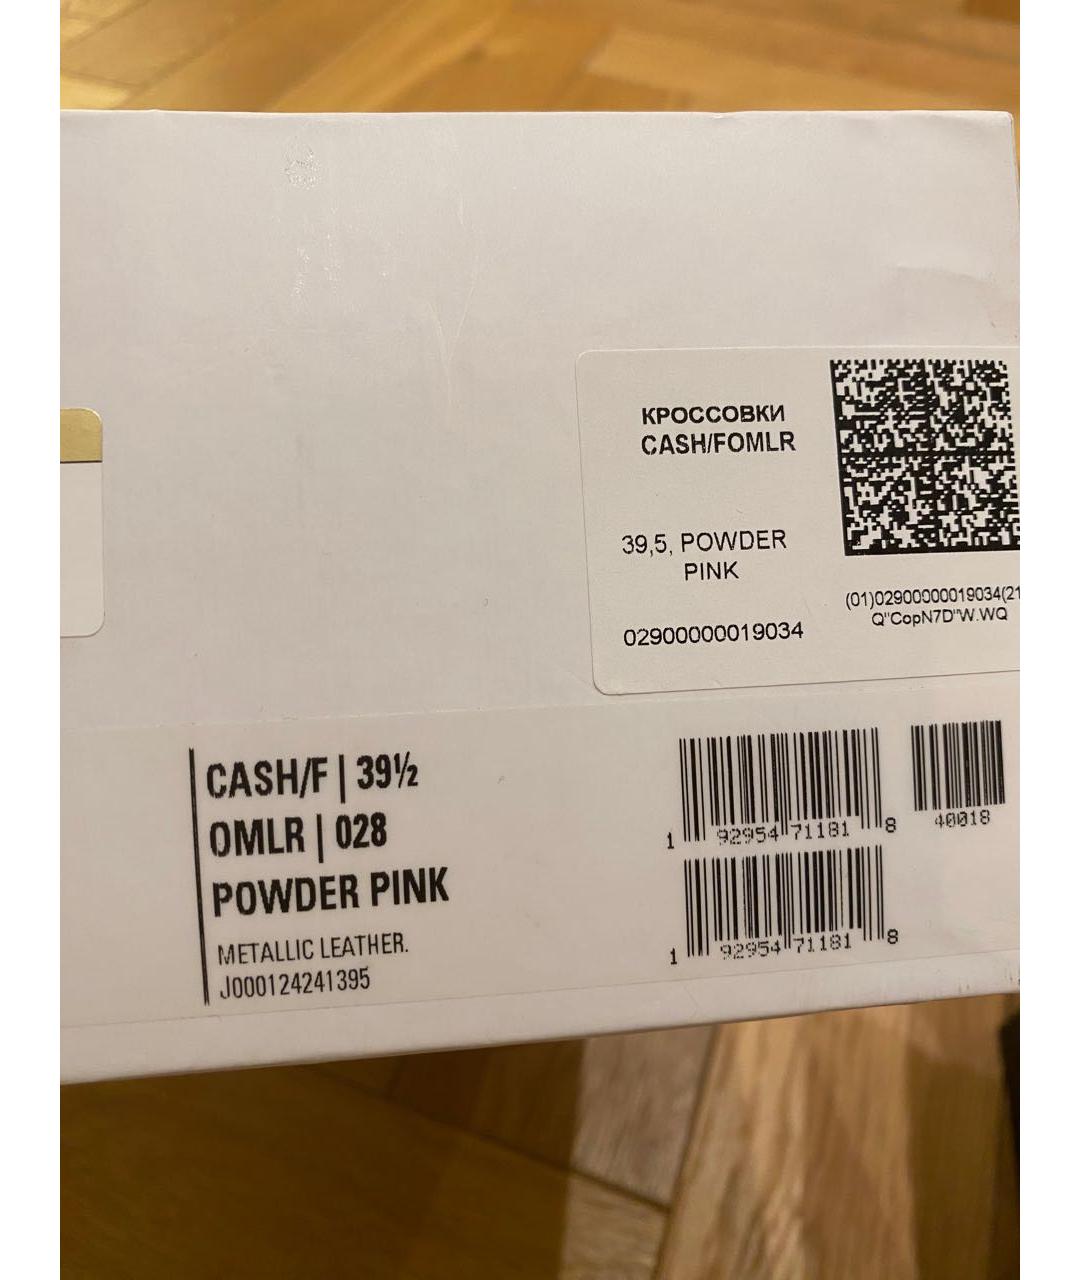 КРОССОВКИ
CASH/FOMLR
39,5, POWDER
PINK
02900000019034
(01)02900000019034(21
Q"CopN7D"W.WQ
CASH/F | 39½
OMLR | 028
POWDER PINK
METALLIC LEATHER.
J000124241395
1 92954 71181 8
40018
1 92954 71181 8